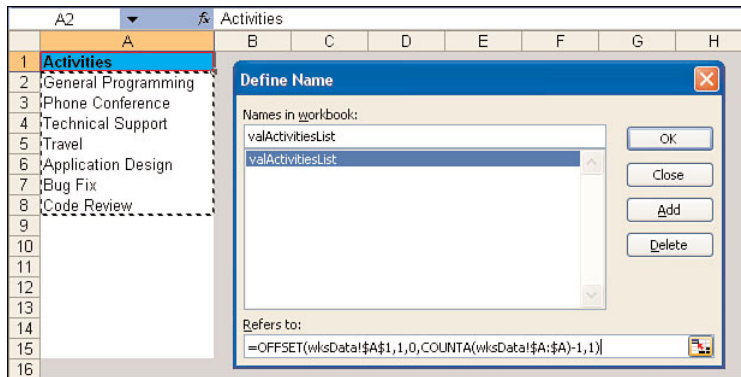 A2 fx Activities
A B C D E F G H
1 Activities
2 General Programming
3 Phone Conference
4 Technical Support
5 Travel
6 Application Design
7 Bug Fix
8 Code Review
9
10
11
12
13
14
15
16
Define Name
Names in workbook:
valActivitiesList
valActivitiesList
OK
Close
Add
Delete
Refers to:
=OFFSET(wksData!$A$1,1,0,COUNTA(wksData!$A:$A)-1,1)